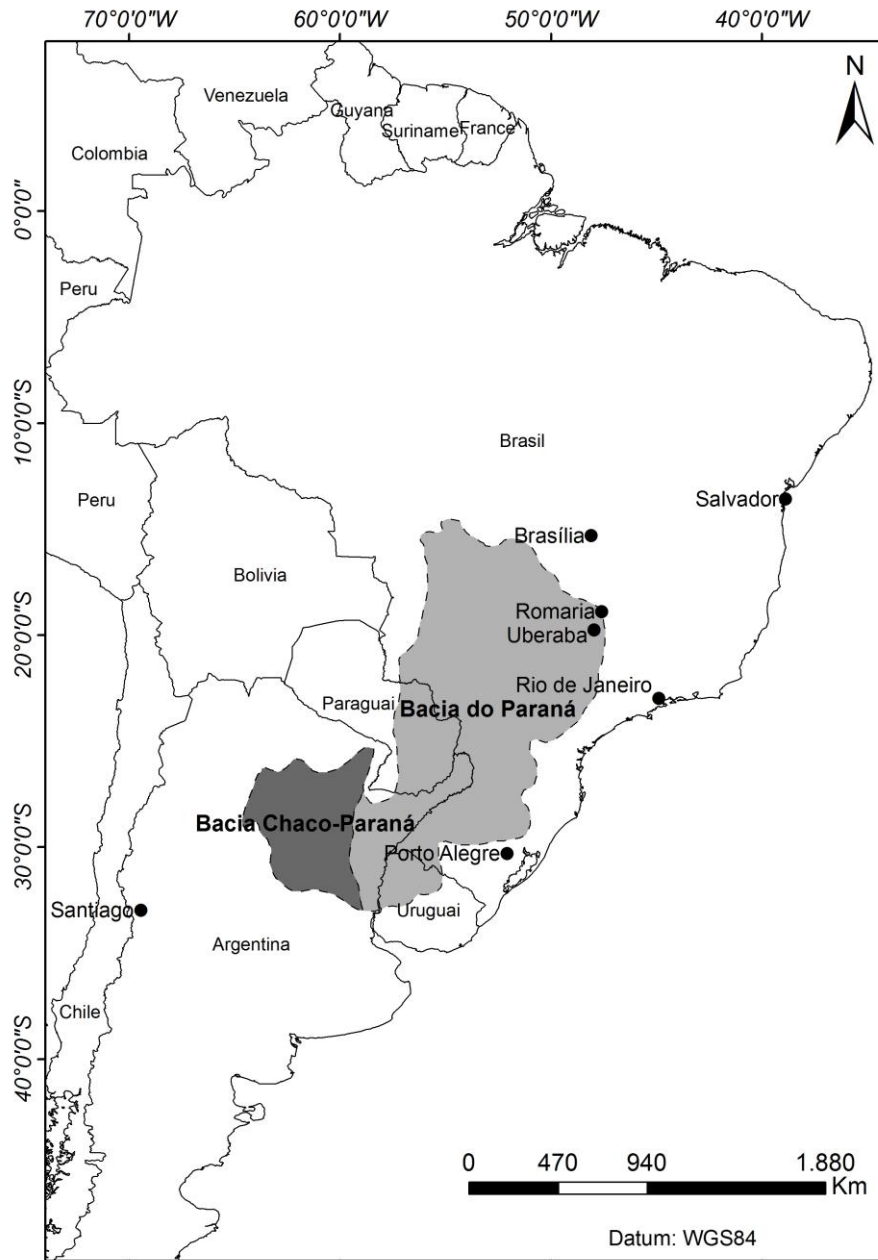 70°0'0"W 60°0'0"W 50°0'0"W 40°0'0"W
N
Venezuela
Guyana
Suriname
France
Colombia
0°0'0"
Peru
10°0'0"S
Brasil
Peru
Salvador
Brasília
Bolivia
Romaria
Uberaba
20°0'0"S
Rio de Janeiro
Paraguai
Bacia do Paraná
Bacia Chaco-Paraná
30°0'0"S
Porto Alegre
Santiago
Uruguai
Argentina
Chile
40°0'0"S
0 470 940 1.880
Km
Datum: WGS84